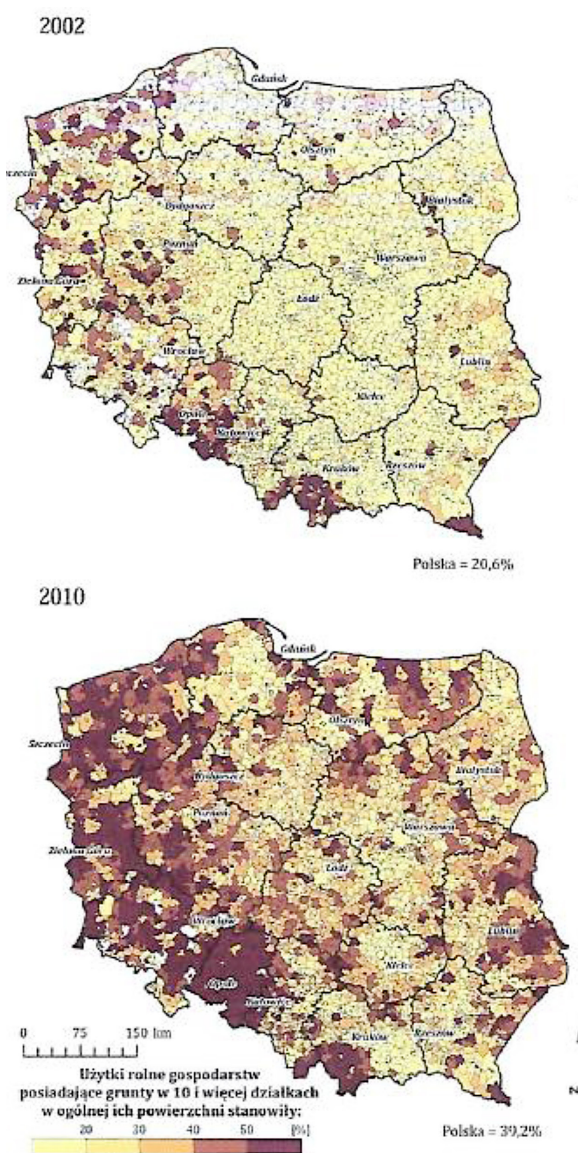 2002
Gdańsk
Olsztyn
Białystok
Bydgoszcz
Poznań
Warszawa
Zielona Góra
Łódź
Wrocław
Lublin
Opole
Kielce
Katowice
Kraków
Rzeszów
Polska = 20,6%
2010
Gdańsk
Olsztyn
Szczecin
Bydgoszcz
Białystok
Poznań
Warszawa
Zielona Góra
Łódź
Wrocław
Lublin
Kielce
Opole
Katowice
Kraków
Rzeszów
0 75 150 km
Użytki rolne gospodarstw
posiadające grunty w 10 i więcej działkach
w ogólnej ich powierzchni stanowiły:
20 30 40 50 [%]
Polska = 39,2%
2